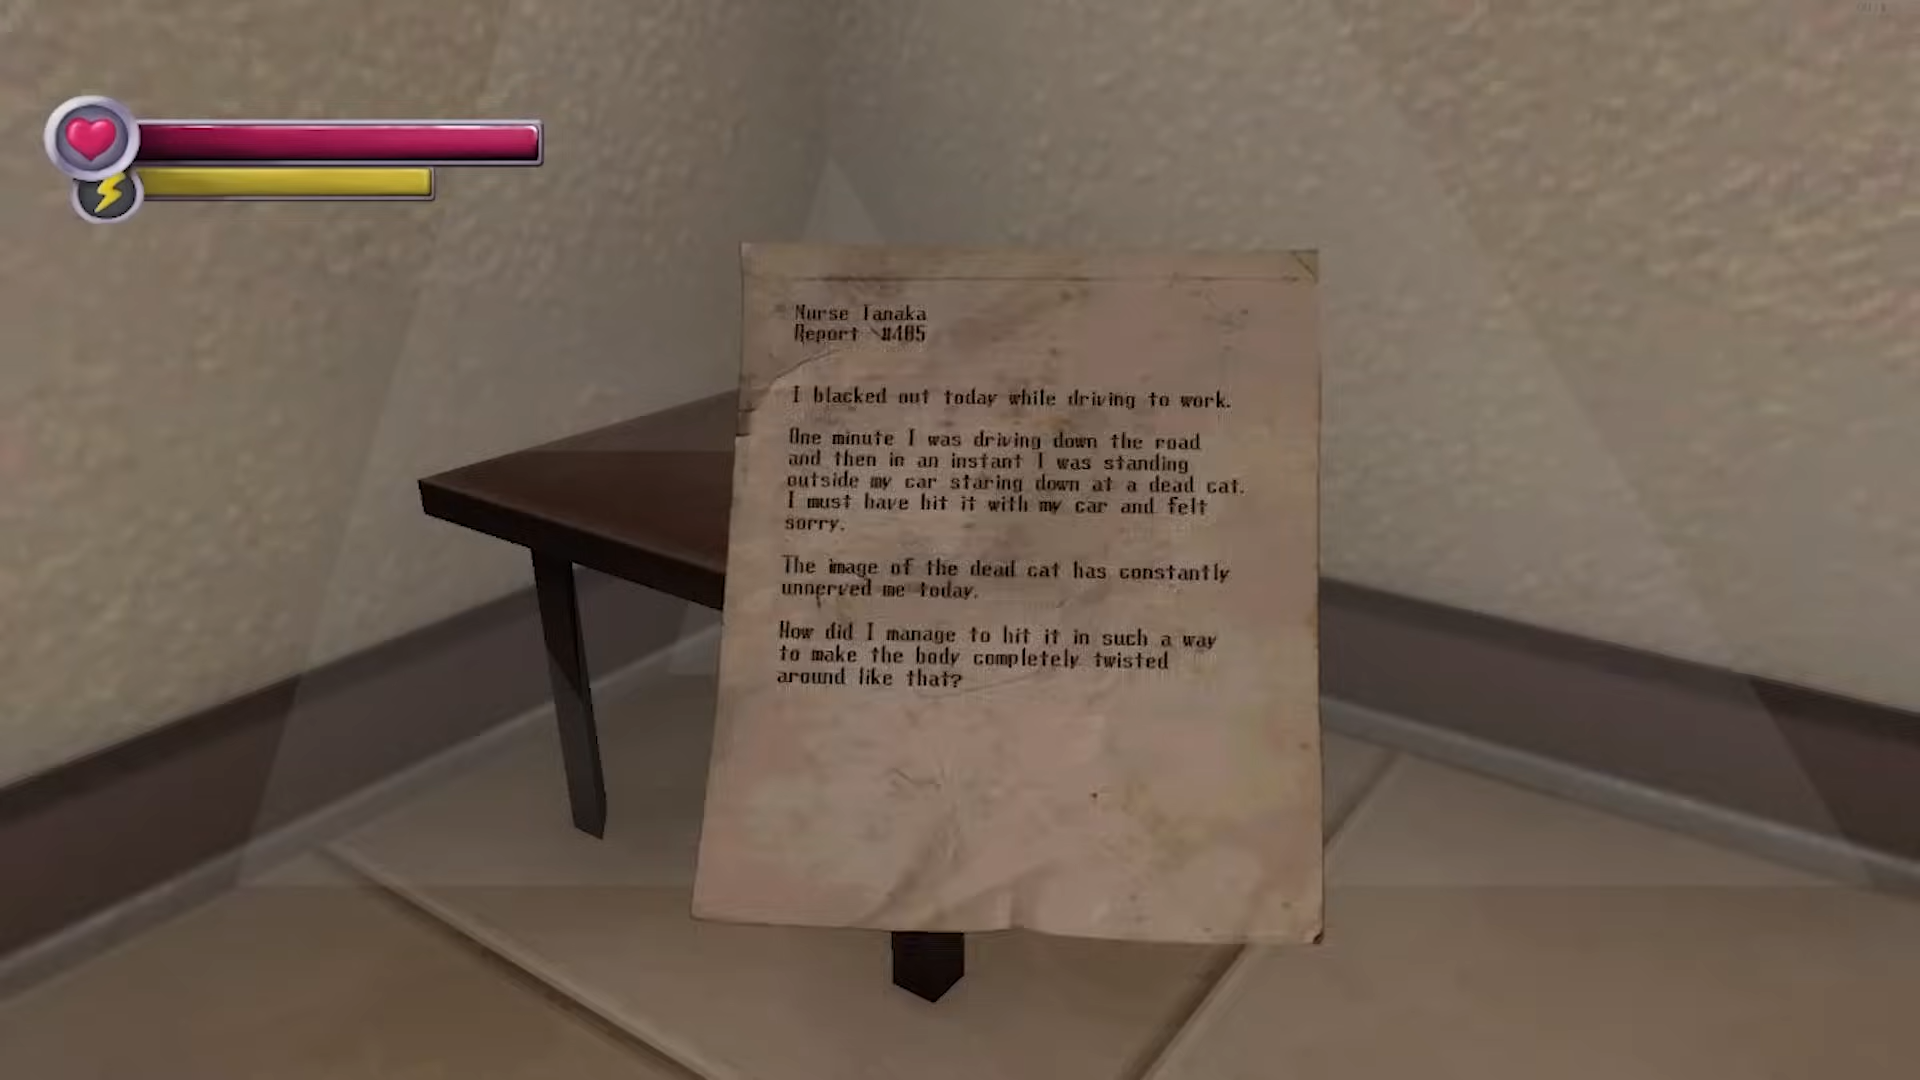 Nurse Tanaka
Report #405
I blacked out today while driving to work.
One minute I was driving down the road
and then in an instant I was standing
outside my car staring down at a dead cat.
I must have hit it with my car and felt
sorry.
The image of the dead cat has constantly
unnerved me today.
How did I manage to hit it in such a way
to make the body completely twisted
around like that?